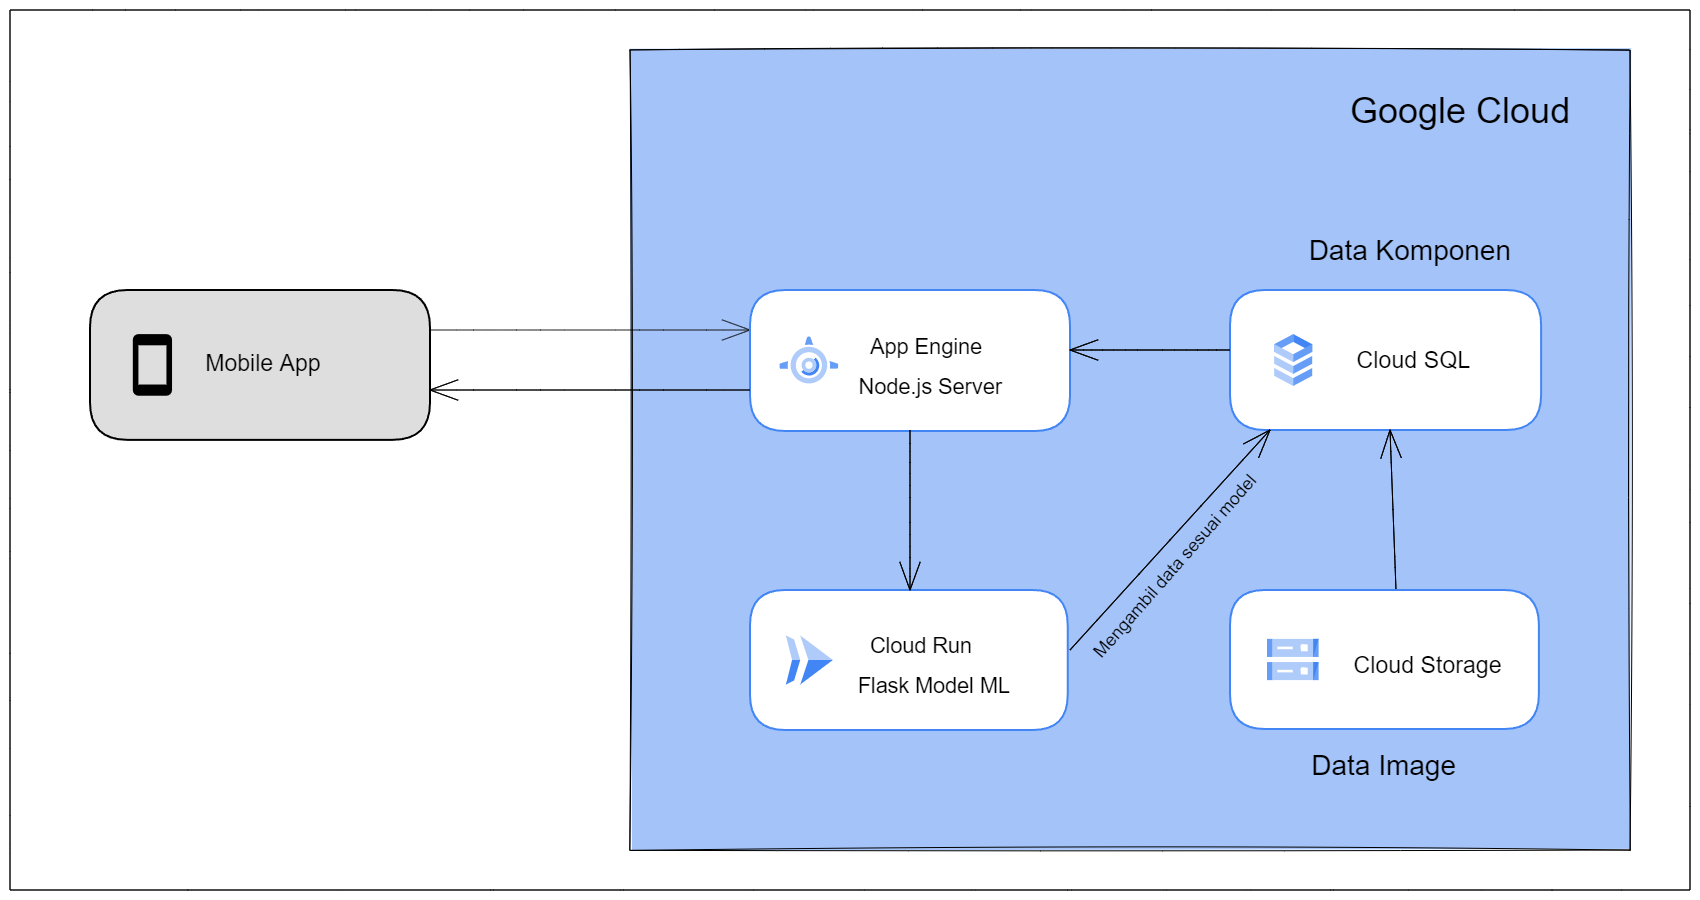 Google Cloud
Data Komponen
Mobile App
App Engine
Node.js Server
Cloud SQL
Mengambil data sesuai model
Cloud Run
Flask Model ML
Cloud Storage
Data Image